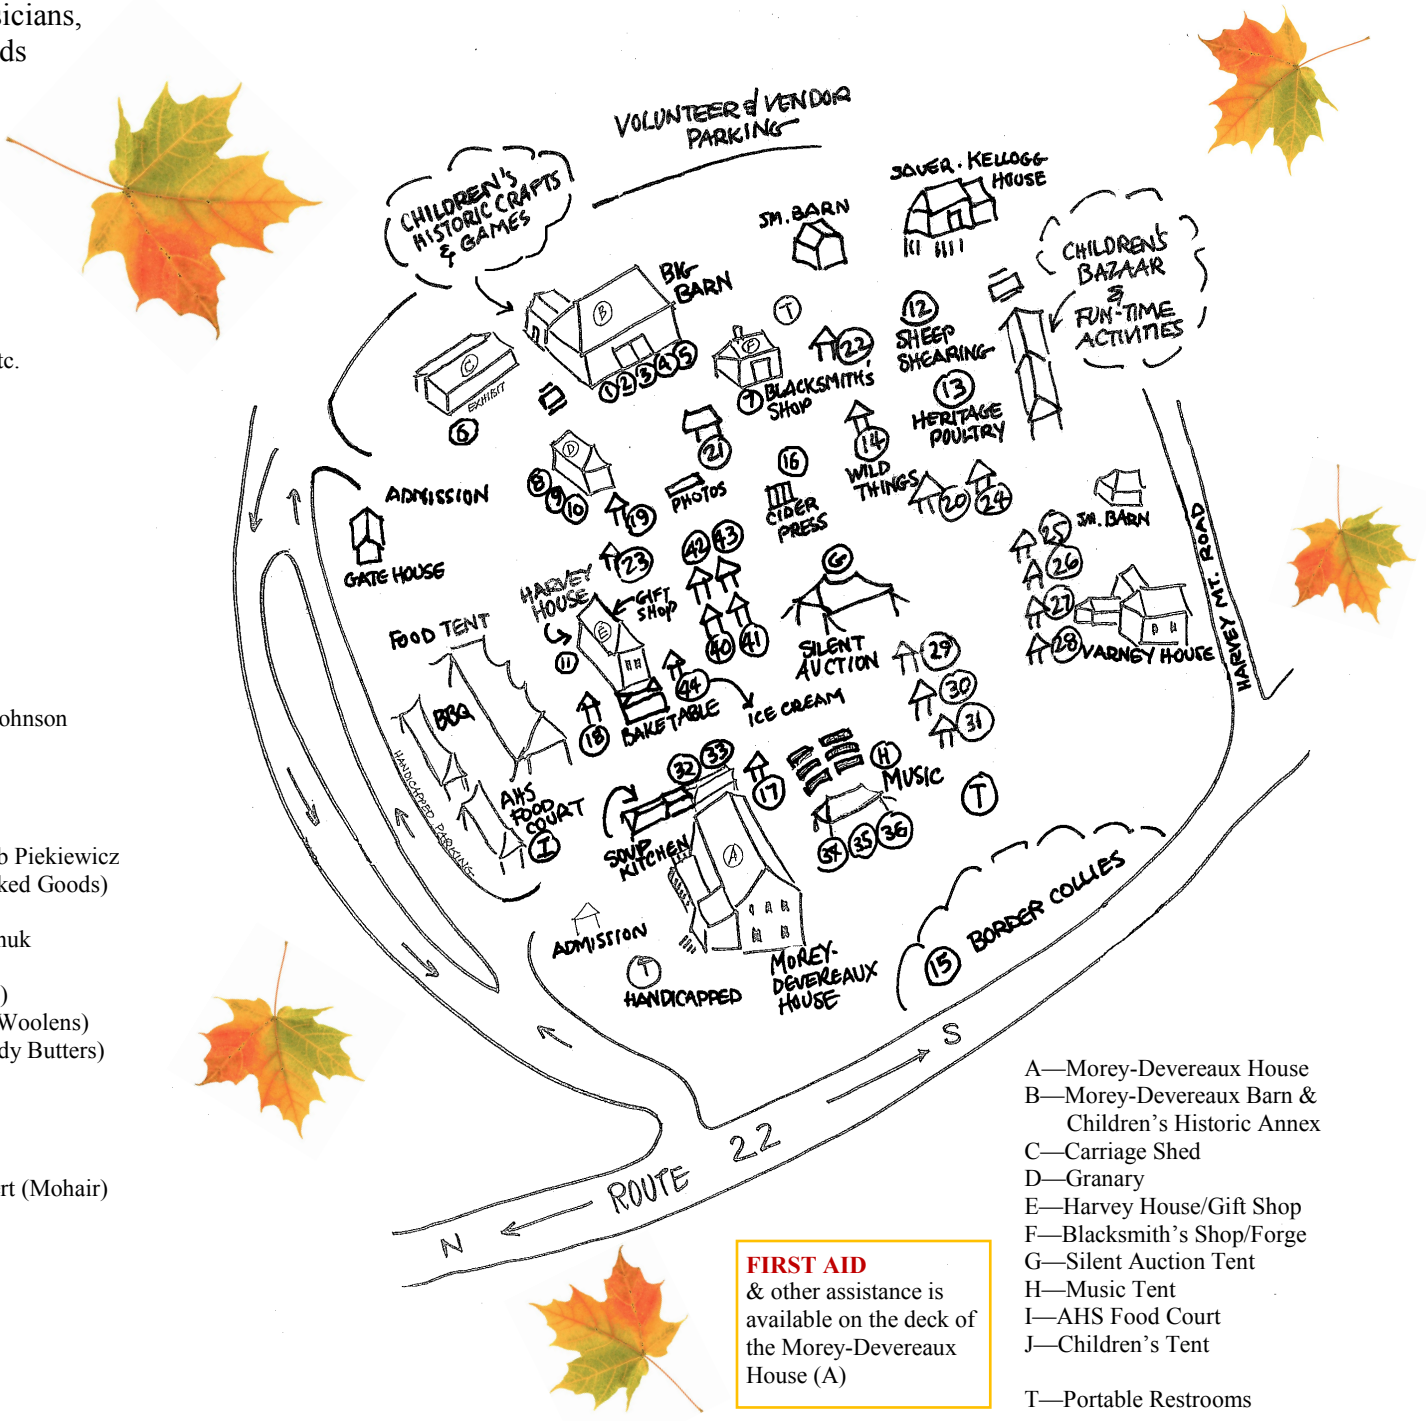 sicians,
ds
tc.
ohnson
b Piekiewicz
ked Goods)
nuk
)
Woolens)
dy Butters)
rt (Mohair)
VOLUNTEER & VENDOR
PARKING
CHILDREN'S
HISTORIC CRAFTS
& GAMES
SM. BARN
SAUER-KELLOGG
HOUSE
CHILDREN'S
BAZAAR
&
FUN-TIME
ACTIVITIES
BIG
BARN
B
T
12
SHEEP
SHEARING
C
EXHIBIT
6
1 2 3 4 5
F
7
BLACKSMITH'S
SHOP
22
13
HERITAGE
POULTRY
D
8
9
10
19
21
PHOTOS
16
CIDER
PRESS
14
WILD
THINGS
20
24
SM. BARN
HARVEY MT. ROAD
ADMISSION
GATE HOUSE
23
42 43
40 41
G
SILENT
AUCTION
25
26
27
28
VARNEY HOUSE
HARVEY
HOUSE
11
E
GIFT
SHOP
FOOD TENT
BBQ
HANDICAPPED PARKING
18
BAKE TABLE
44
ICE CREAM
29
30
31
AHS
FOOD
COURT
I
32 33
SOUP
KITCHEN
17
H
MUSIC
34 35 36
T
A
MOREY-
DEVEREAUX
HOUSE
ADMISSION
T
HANDICAPPED
15 BORDER COLLIES
S
ROUTE 22
N
FIRST AID
& other assistance is
available on the deck of
the Morey-Devereaux
House (A)
A—Morey-Devereaux House
B—Morey-Devereaux Barn &
Children’s Historic Annex
C—Carriage Shed
D—Granary
E—Harvey House/Gift Shop
F—Blacksmith’s Shop/Forge
G—Silent Auction Tent
H—Music Tent
I—AHS Food Court
J—Children’s Tent
T—Portable Restrooms